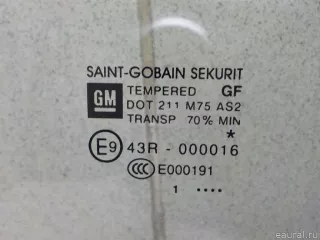 SAINT-GOBAIN SEKURIT
GM TEMPERED GF
DOT 211 M75 AS2
TRANSP 70% MIN
*
E9 43R - 000016
CCC E000191
1 ....
eaural.ru